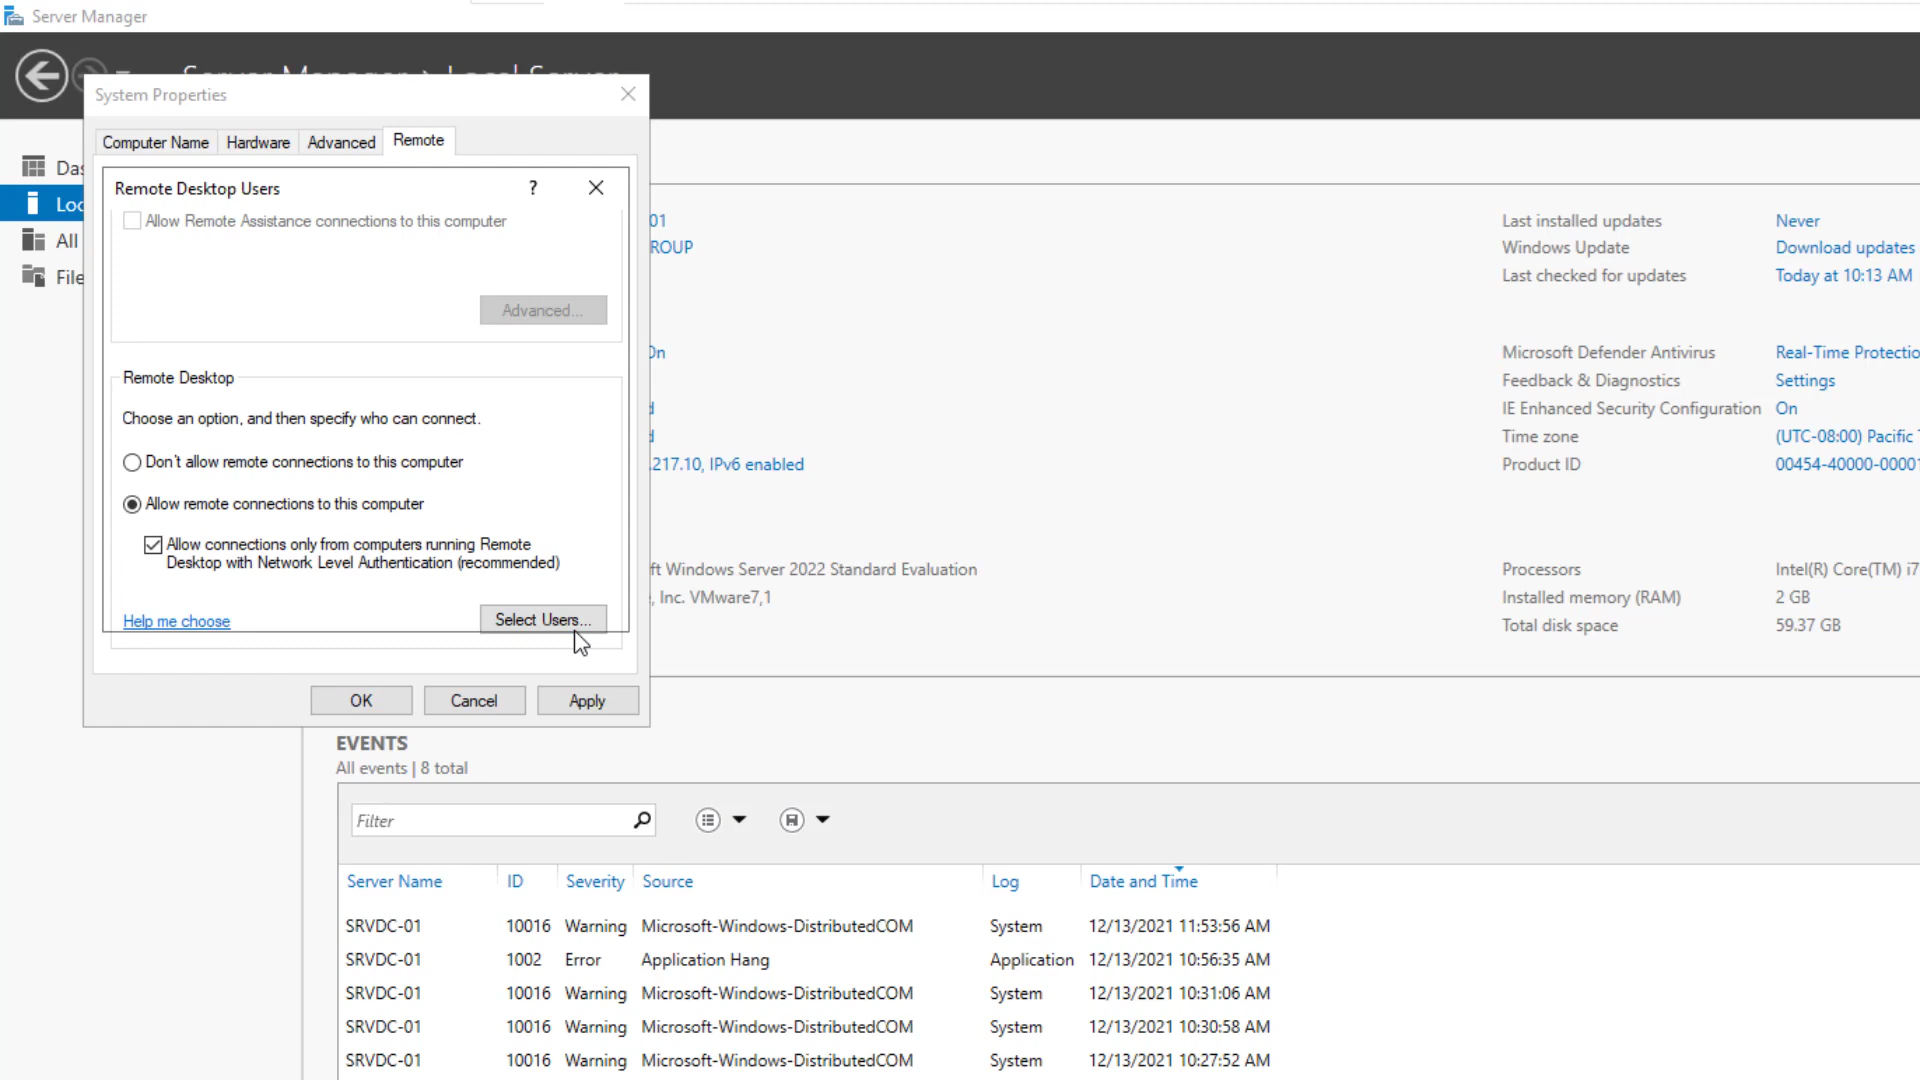 Server Manager
System Properties
Computer Name
Hardware
Advanced
Remote
Remote Desktop Users
?
Allow Remote Assistance connections to this computer
Advanced...
Remote Desktop
Choose an option, and then specify who can connect.
Don't allow remote connections to this computer
Allow remote connections to this computer
Allow connections only from computers running Remote
Desktop with Network Level Authentication (recommended)
Help me choose
Select Users...
OK
Cancel
Apply
Das
Loc
All
File
01
ROUP
On
d
d
.217.10, IPv6 enabled
ft Windows Server 2022 Standard Evaluation
, Inc. VMware7,1
Last installed updates Never
Windows Update Download updates
Last checked for updates Today at 10:13 AM
Microsoft Defender Antivirus Real-Time Protectio
Feedback & Diagnostics Settings
IE Enhanced Security Configuration On
Time zone (UTC-08:00) Pacific
Product ID 00454-40000-00001
Processors Intel(R) Core(TM) i7
Installed memory (RAM) 2 GB
Total disk space 59.37 GB
EVENTS
All events | 8 total
Filter
Server Name ID Severity Source Log Date and Time
SRVDC-01 10016 Warning Microsoft-Windows-DistributedCOM System 12/13/2021 11:53:56 AM
SRVDC-01 1002 Error Application Hang Application 12/13/2021 10:56:35 AM
SRVDC-01 10016 Warning Microsoft-Windows-DistributedCOM System 12/13/2021 10:31:06 AM
SRVDC-01 10016 Warning Microsoft-Windows-DistributedCOM System 12/13/2021 10:30:58 AM
SRVDC-01 10016 Warning Microsoft-Windows-DistributedCOM System 12/13/2021 10:27:52 AM